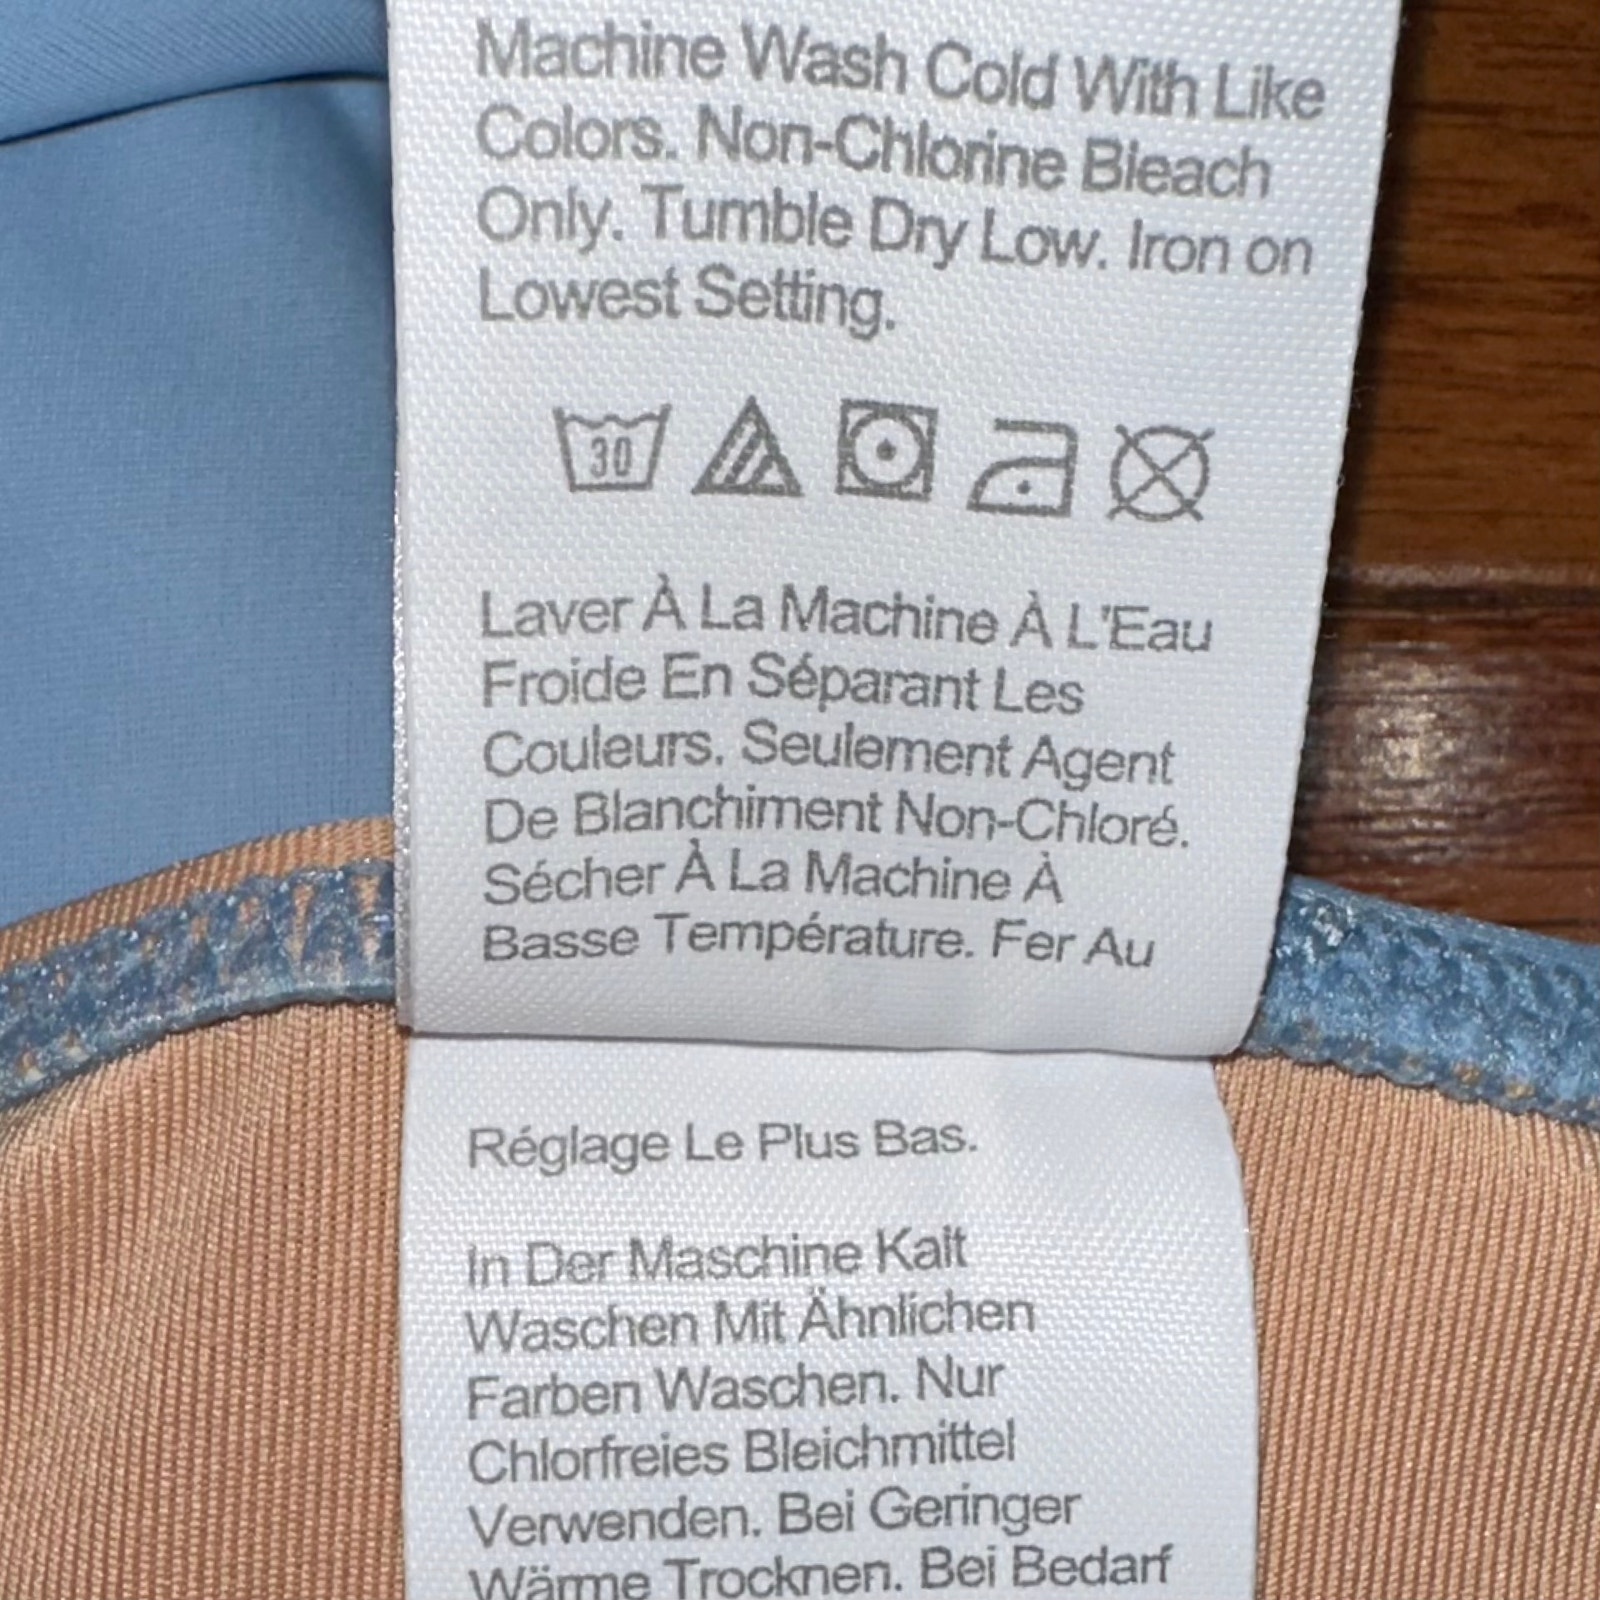 Machine Wash Cold With Like
Colors. Non-Chlorine Bleach
Only. Tumble Dry Low. Iron on
Lowest Setting.
30
Laver À La Machine À L'Eau
Froide En Séparant Les
Couleurs. Seulement Agent
De Blanchiment Non-Chloré.
Sécher À La Machine À
Basse Température. Fer Au
Réglage Le Plus Bas.
In Der Maschine Kalt
Waschen Mit Ähnlichen
Farben Waschen. Nur
Chlorfreies Bleichmittel
Verwenden. Bei Geringer
Wärme Trocknen. Bei Bedarf